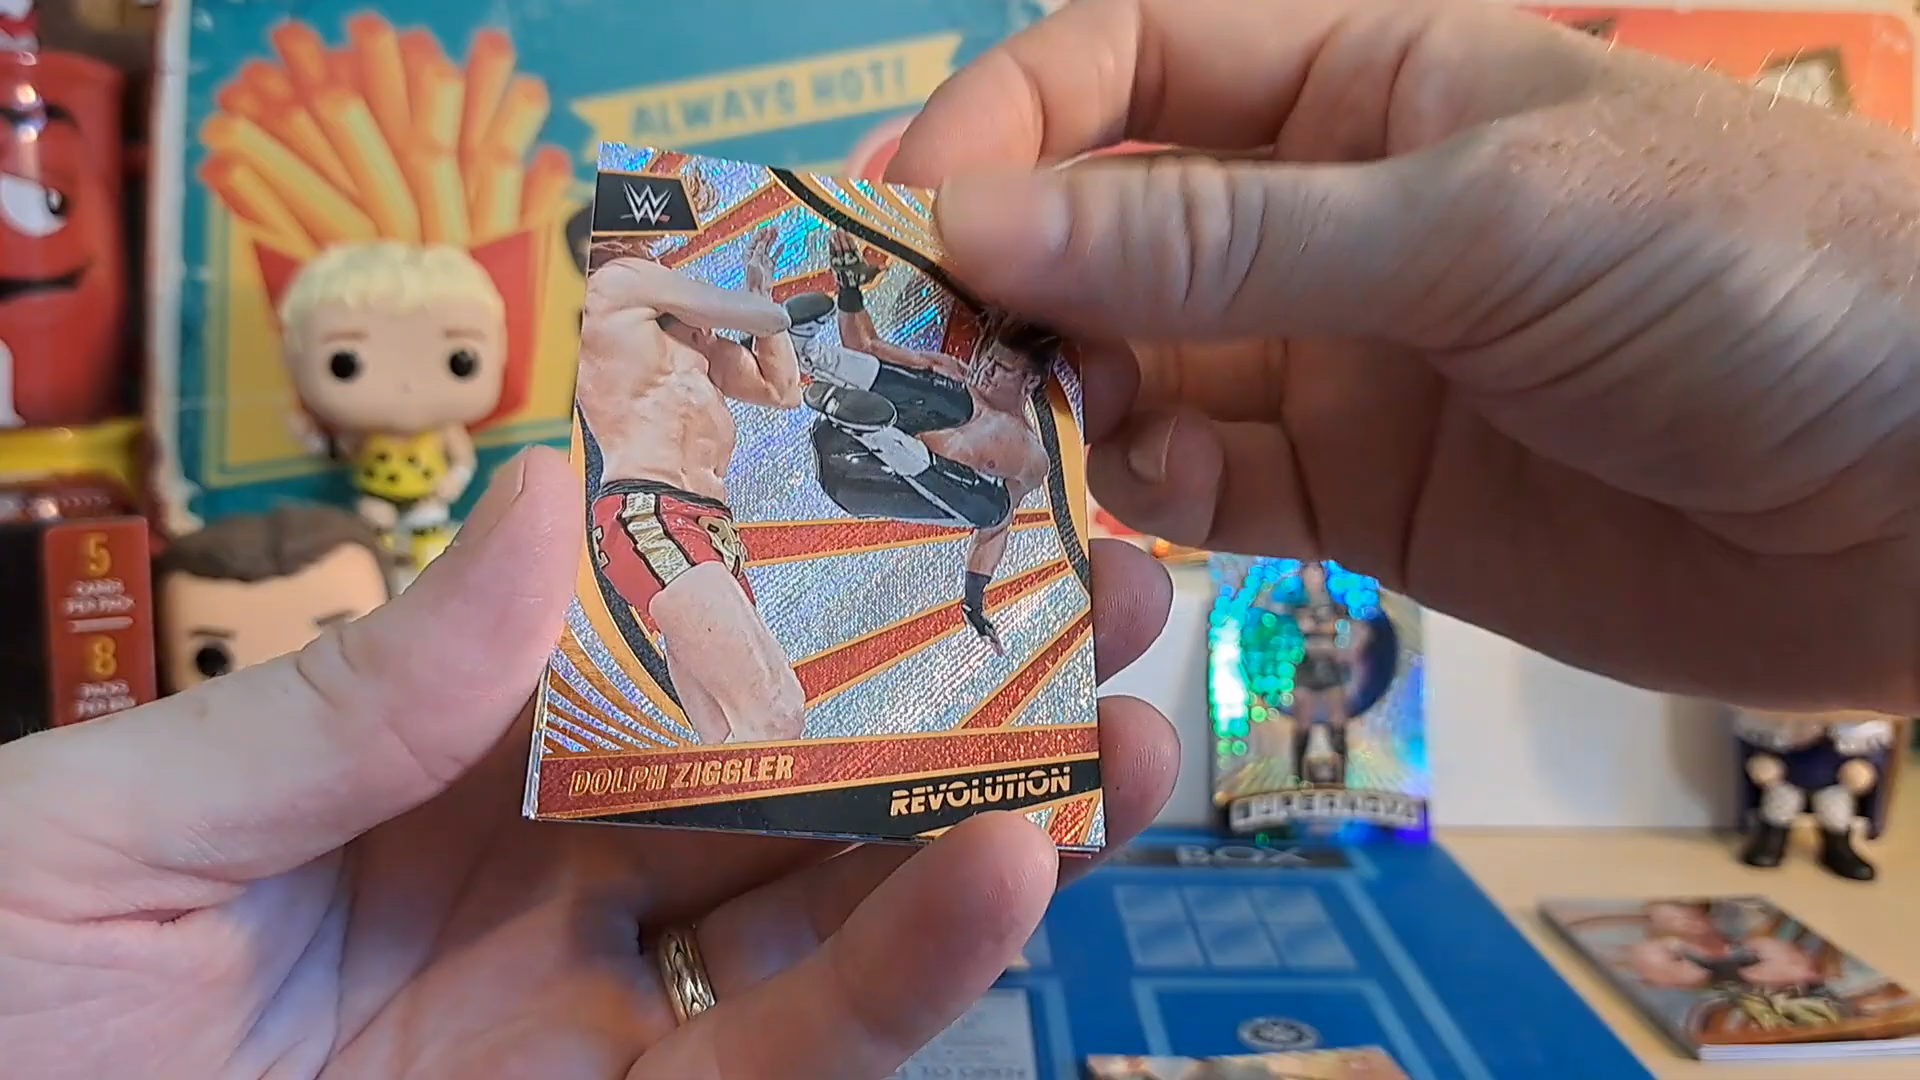 ALWAYS HOT!
W
DOLPH ZIGGLER
REVOLUTION
5
CARDS
PER PACK
8
PACKS
PER BOX
BOX